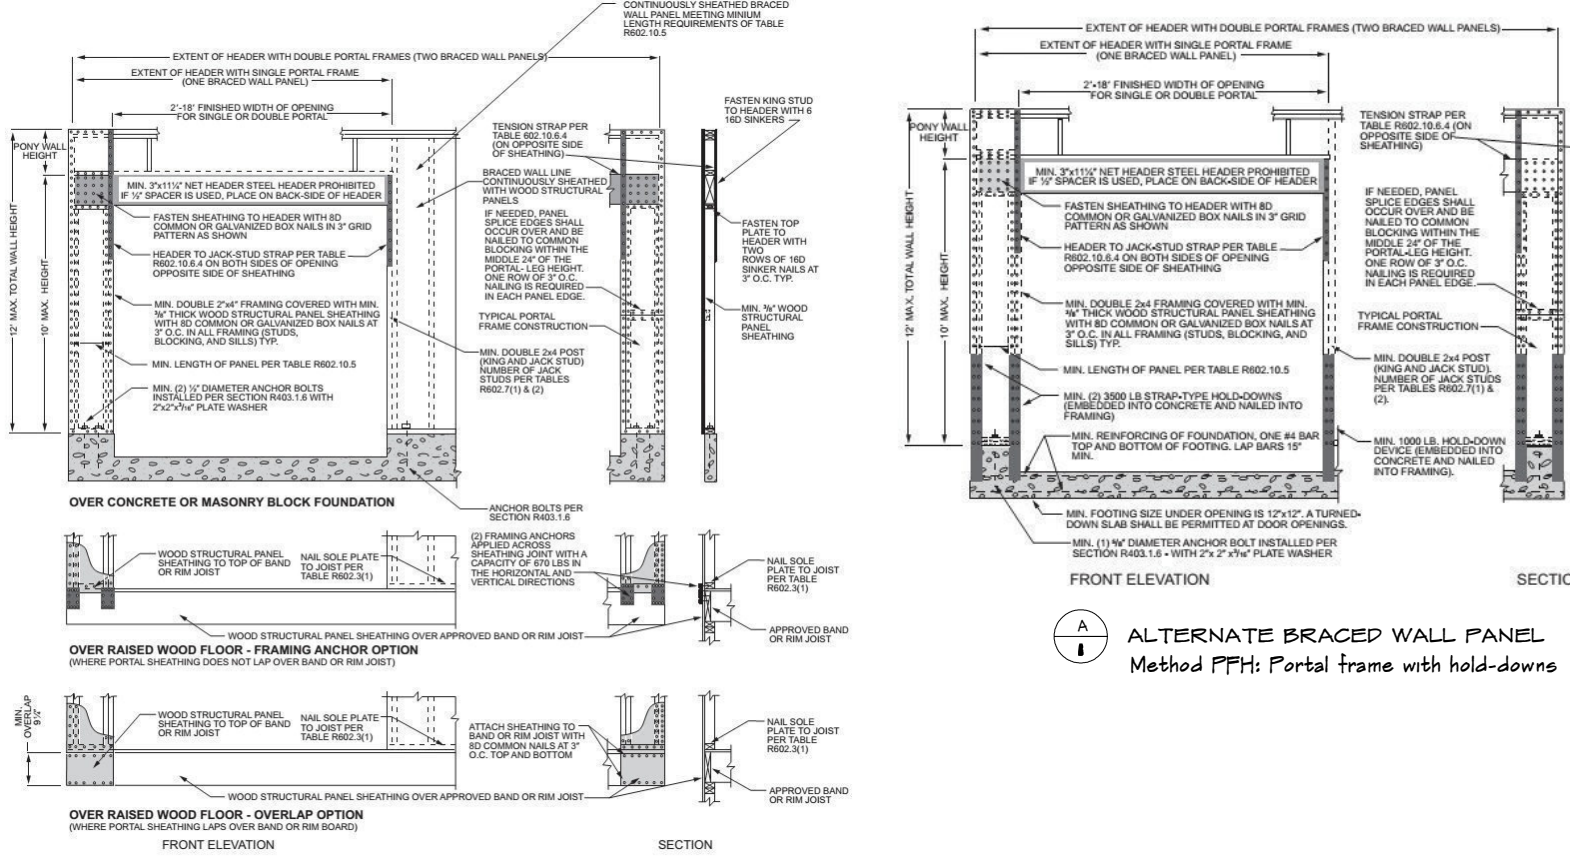 CONTINUOUSLY SHEATHED BRACED
WALL PANEL MEETING MINIUM
LENGTH REQUIREMENTS OF TABLE
R602.10.5
EXTENT OF HEADER WITH DOUBLE PORTAL FRAMES (TWO BRACED WALL PANELS)
EXTENT OF HEADER WITH SINGLE PORTAL FRAME
(ONE BRACED WALL PANEL)
2'-18' FINISHED WIDTH OF OPENING
FOR SINGLE OR DOUBLE PORTAL
PONY WALL
HEIGHT
12' MAX. TOTAL WALL HEIGHT
10' MAX. HEIGHT
MIN. 3"x11¼" NET HEADER STEEL HEADER PROHIBITED
IF ½" SPACER IS USED, PLACE ON BACK-SIDE OF HEADER
FASTEN SHEATHING TO HEADER WITH 8D
COMMON OR GALVANIZED BOX NAILS IN 3" GRID
PATTERN AS SHOWN
HEADER TO JACK-STUD STRAP PER TABLE
R602.10.6.4 ON BOTH SIDES OF OPENING
OPPOSITE SIDE OF SHEATHING
MIN. DOUBLE 2"x4" FRAMING COVERED WITH MIN.
⅜" THICK WOOD STRUCTURAL PANEL SHEATHING
WITH 8D COMMON OR GALVANIZED BOX NAILS AT
3" O.C. IN ALL FRAMING (STUDS,
BLOCKING, AND SILLS) TYP.
MIN. LENGTH OF PANEL PER TABLE R602.10.5
MIN. (2) ½" DIAMETER ANCHOR BOLTS
INSTALLED PER SECTION R403.1.6 WITH
2"x2"x³/₁₆" PLATE WASHER
TENSION STRAP PER
TABLE 602.10.6.4
(ON OPPOSITE SIDE
OF SHEATHING)
BRACED WALL LINE
CONTINUOUSLY SHEATHED
WITH WOOD STRUCTURAL
PANELS
IF NEEDED, PANEL
SPLICE EDGES SHALL
OCCUR OVER AND BE
NAILED TO COMMON
BLOCKING WITHIN THE
MIDDLE 24" OF THE
PORTAL-LEG HEIGHT.
ONE ROW OF 3" O.C.
NAILING IS REQUIRED
IN EACH PANEL EDGE.
TYPICAL PORTAL
FRAME CONSTRUCTION
MIN. DOUBLE 2x4 POST
(KING AND JACK STUD)
NUMBER OF JACK
STUDS PER TABLES
R602.7(1) & (2)
FASTEN KING STUD
TO HEADER WITH 6
16D SINKERS
FASTEN TOP
PLATE TO
HEADER WITH
TWO
ROWS OF 16D
SINKER NAILS AT
3" O.C. TYP.
MIN. ⅜" WOOD
STRUCTURAL
PANEL
SHEATHING
OVER CONCRETE OR MASONRY BLOCK FOUNDATION
ANCHOR BOLTS PER
SECTION R403.1.6
WOOD STRUCTURAL PANEL
SHEATHING TO TOP OF BAND
OR RIM JOIST
NAIL SOLE PLATE
TO JOIST PER
TABLE R602.3(1)
(2) FRAMING ANCHORS
APPLIED ACROSS
SHEATHING JOINT WITH A
CAPACITY OF 670 LBS IN
THE HORIZONTAL AND
VERTICAL DIRECTIONS
NAIL SOLE
PLATE TO JOIST
PER TABLE
R602.3(1)
WOOD STRUCTURAL PANEL SHEATHING OVER APPROVED BAND OR RIM JOIST
APPROVED BAND
OR RIM JOIST
OVER RAISED WOOD FLOOR - FRAMING ANCHOR OPTION
(WHERE PORTAL SHEATHING DOES NOT LAP OVER BAND OR RIM JOIST)
MIN.
OVERLAP
9¼"
WOOD STRUCTURAL PANEL
SHEATHING TO TOP OF BAND
OR RIM JOIST
NAIL SOLE PLATE
TO JOIST PER
TABLE R602.3(1)
ATTACH SHEATHING TO
BAND OR RIM JOIST WITH
8D COMMON NAILS AT 3"
O.C. TOP AND BOTTOM
NAIL SOLE
PLATE TO JOIST
PER TABLE
R602.3(1)
WOOD STRUCTURAL PANEL SHEATHING OVER APPROVED BAND OR RIM JOIST
APPROVED BAND
OR RIM JOIST
OVER RAISED WOOD FLOOR - OVERLAP OPTION
(WHERE PORTAL SHEATHING LAPS OVER BAND OR RIM BOARD)
FRONT ELEVATION
SECTION
EXTENT OF HEADER WITH DOUBLE PORTAL FRAMES (TWO BRACED WALL PANELS)
EXTENT OF HEADER WITH SINGLE PORTAL FRAME
(ONE BRACED WALL PANEL)
2'-18' FINISHED WIDTH OF OPENING
FOR SINGLE OR DOUBLE PORTAL
PONY WALL
HEIGHT
12' MAX. TOTAL WALL HEIGHT
10' MAX. HEIGHT
MIN. 3"x11¼" NET HEADER STEEL HEADER PROHIBITED
IF ½" SPACER IS USED, PLACE ON BACK-SIDE OF HEADER
FASTEN SHEATHING TO HEADER WITH 8D
COMMON OR GALVANIZED BOX NAILS IN 3" GRID
PATTERN AS SHOWN
HEADER TO JACK-STUD STRAP PER TABLE
R602.10.6.4 ON BOTH SIDES OF OPENING
OPPOSITE SIDE OF SHEATHING
MIN. DOUBLE 2x4 FRAMING COVERED WITH MIN.
⅜" THICK WOOD STRUCTURAL PANEL SHEATHING
WITH 8D COMMON OR GALVANIZED BOX NAILS AT
3" O.C. IN ALL FRAMING (STUDS, BLOCKING, AND
SILLS) TYP.
MIN. LENGTH OF PANEL PER TABLE R602.10.5
MIN. (2) 3500 LB STRAP-TYPE HOLD-DOWNS
(EMBEDDED INTO CONCRETE AND NAILED INTO
FRAMING)
MIN. REINFORCING OF FOUNDATION, ONE #4 BAR
TOP AND BOTTOM OF FOOTING. LAP BARS 15"
MIN.
TENSION STRAP PER
TABLE R602.10.6.4 (ON
OPPOSITE SIDE OF
SHEATHING)
IF NEEDED, PANEL
SPLICE EDGES SHALL
OCCUR OVER AND BE
NAILED TO COMMON
BLOCKING WITHIN THE
MIDDLE 24" OF THE
PORTAL-LEG HEIGHT.
ONE ROW OF 3" O.C.
NAILING IS REQUIRED
IN EACH PANEL EDGE.
TYPICAL PORTAL
FRAME CONSTRUCTION
MIN. DOUBLE 2x4 POST
(KING AND JACK STUD).
NUMBER OF JACK STUDS
PER TABLES R602.7(1) &
(2).
MIN. 1000 LB. HOLD-DOWN
DEVICE (EMBEDDED INTO
CONCRETE AND NAILED
INTO FRAMING).
MIN. FOOTING SIZE UNDER OPENING IS 12"x12". A TURNED-
DOWN SLAB SHALL BE PERMITTED AT DOOR OPENINGS.
MIN. (1) ⅝" DIAMETER ANCHOR BOLT INSTALLED PER
SECTION R403.1.6 - WITH 2"x 2" x³/₁₆" PLATE WASHER
FRONT ELEVATION
SECTIO
A
1
ALTERNATE BRACED WALL PANEL
Method PFH: Portal frame with hold-downs